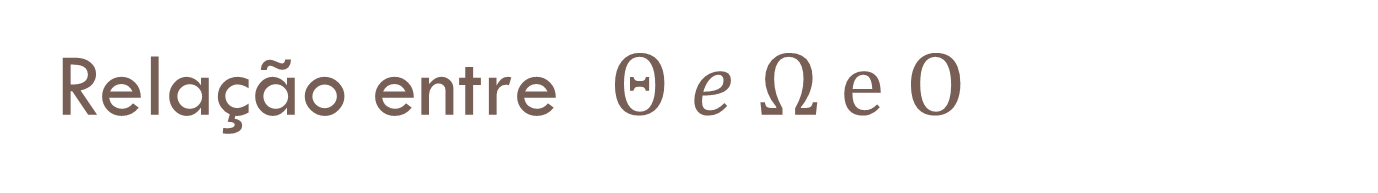 Relação entre Θ e Ω e O